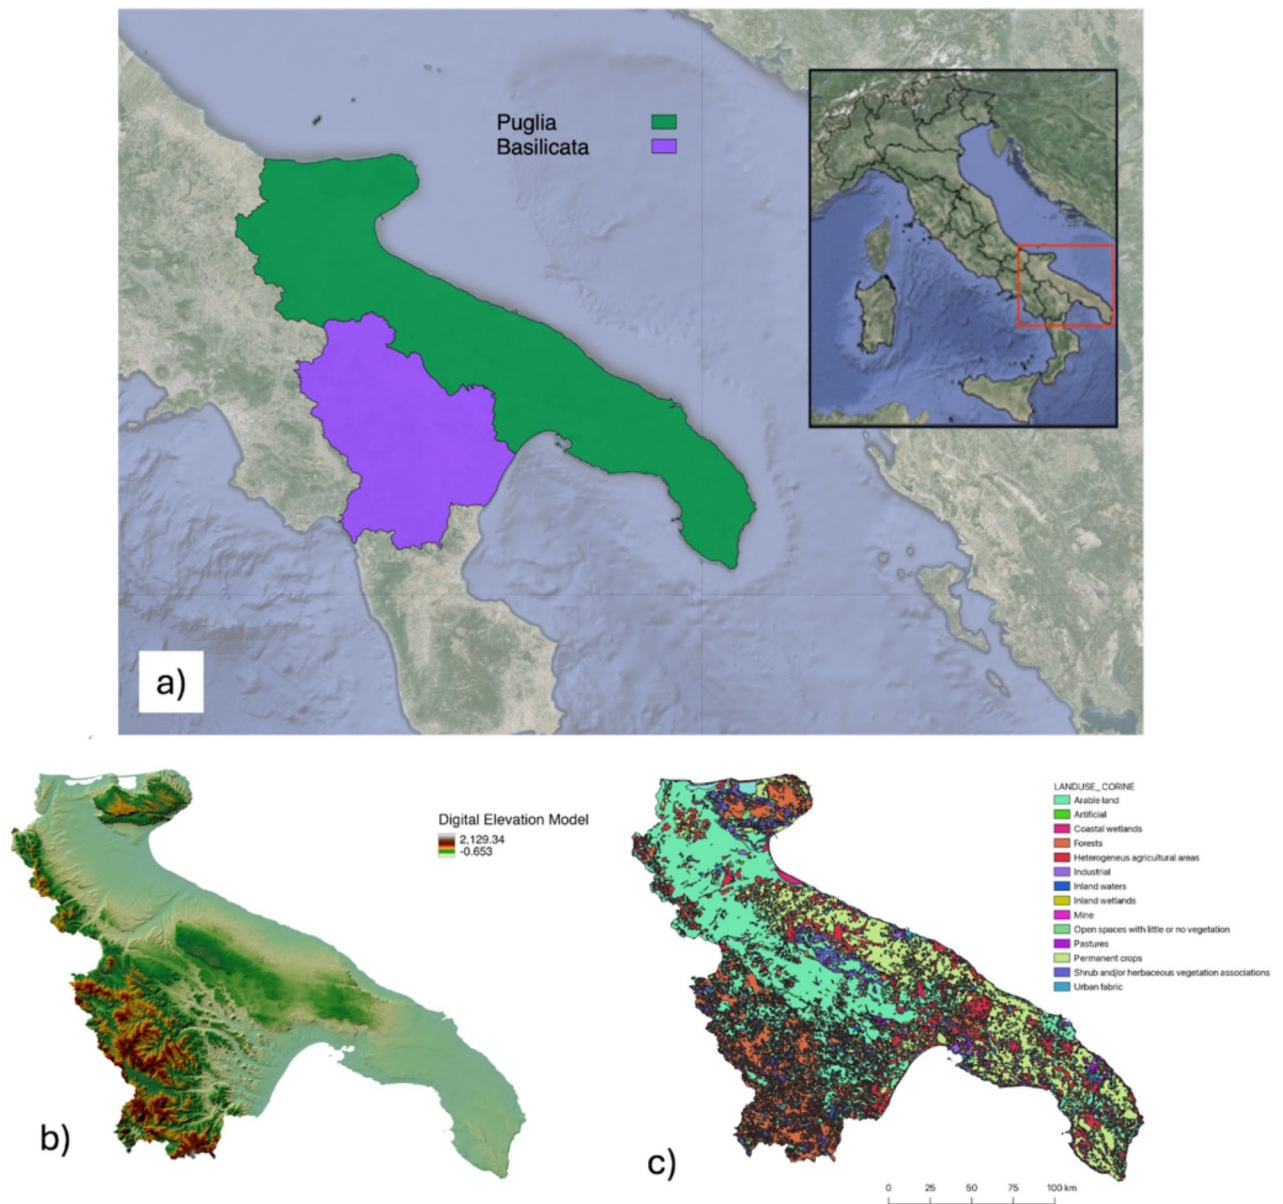 Puglia
Basilicata
a)
Digital Elevation Model
2,129.34
-0.653
b)
LANDUSE_CORINE
Arable land
Artificial
Coastal wetlands
Forests
Heterogeneus agricultural areas
Industrial
Inland waters
Inland wetlands
Mine
Open spaces with little or no vegetation
Pastures
Permanent crops
Shrub and/or herbaceous vegetation associations
Urban fabric
c)
0 25 50 75 100 km